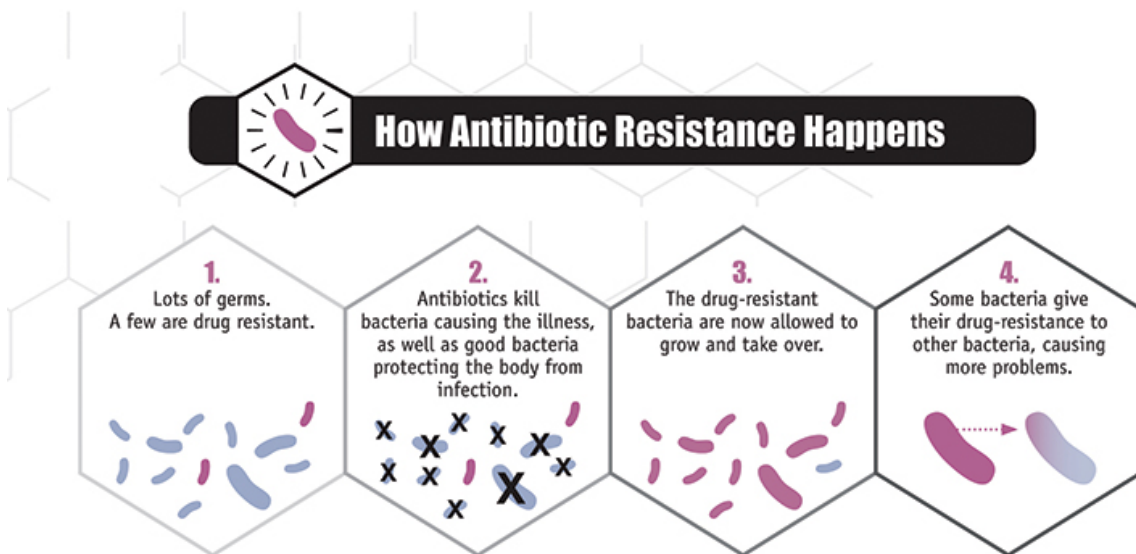 How Antibiotic Resistance Happens
1.
Lots of germs.
A few are drug resistant.
2.
Antibiotics kill
bacteria causing the illness,
as well as good bacteria
protecting the body from
infection.
X X X X X X X X X X X
3.
The drug-resistant
bacteria are now allowed to
grow and take over.
4.
Some bacteria give
their drug-resistance to
other bacteria, causing
more problems.